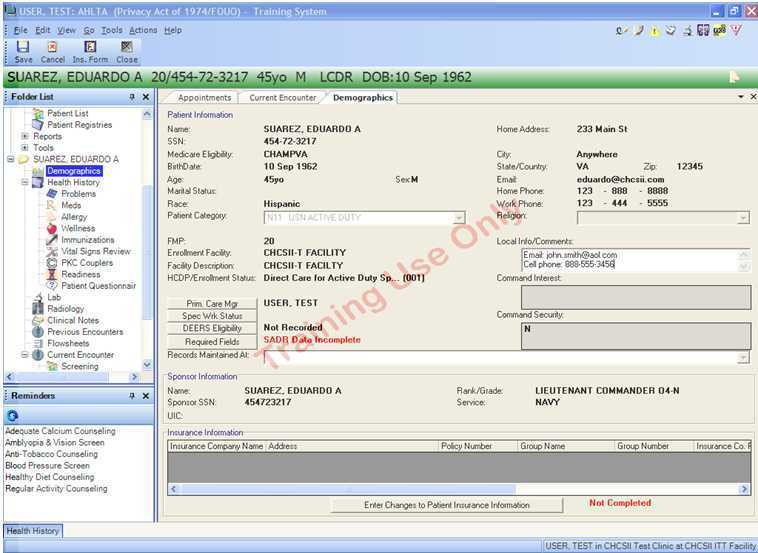 USER, TEST: AHLTA (Privacy Act of 1974/FOUO) - Training System
File Edit View Go Tools Actions Help
Save Cancel Ins. Form Close
SUAREZ, EDUARDO A 20/454-72-3217 45yo M LCDR DOB:10 Sep 1962
Folder List
Patient List
Patient Registries
Reports
Tools
SUAREZ, EDUARDO A
Demographics
Health History
Problems
Meds
Allergy
Wellness
Immunizations
Vital Signs Review
PKC Couplers
Readiness
Patient Questionnair
Lab
Radiology
Clinical Notes
Previous Encounters
Flowsheets
Current Encounter
Screening
Reminders
Adequate Calcium Counseling
Amblyopia & Vision Screen
Anti-Tobacco Counseling
Blood Pressure Screen
Healthy Diet Counseling
Regular Activity Counseling
Health History
Appointments Current Encounter Demographics
Patient Information
Name: SUAREZ, EDUARDO A Home Address: 233 Main St
SSN: 454-72-3217
Medicare Eligibility: CHAMPVA City: Anywhere
BirthDate: 10 Sep 1962 State/Country: VA Zip: 12345
Age: 45yo Sex: M Email: eduardo@chcsii.com
Marital Status: Home Phone: 123 - 888 - 8888
Race: Hispanic Work Phone: 123 - 444 - 5555
Patient Category: N11 USN ACTIVE DUTY Religion:
FMP: 20 Local Info/Comments:
Enrollment Facility: CHCSII-T FACILITY Email: john.smith@aol.com
Facility Description: CHCSII-T FACILTY Cell phone: 888-555-3456
HCDP/Enrollment Status: Direct Care for Active Duty Sp... (001) Command Interest:
Prim. Care Mgr USER, TEST
Spec Wrk Status Command Security:
DEERS Eligibility Not Recorded N
Required Fields SADR Data Incomplete
Records Maintained At:
Training Use Only
Sponsor Information
Name: SUAREZ, EDUARDO A Rank/Grade: LIEUTENANT COMMANDER O4-N
Sponsor SSN: 454723217 Service: NAVY
UIC:
Insurance Information
Insurance Company Name Address Policy Number Group Name Group Number Insurance Co. F
Enter Changes to Patient Insurance Information Not Completed
USER, TEST in CHCSII Test Clinic at CHCSII ITT Facility